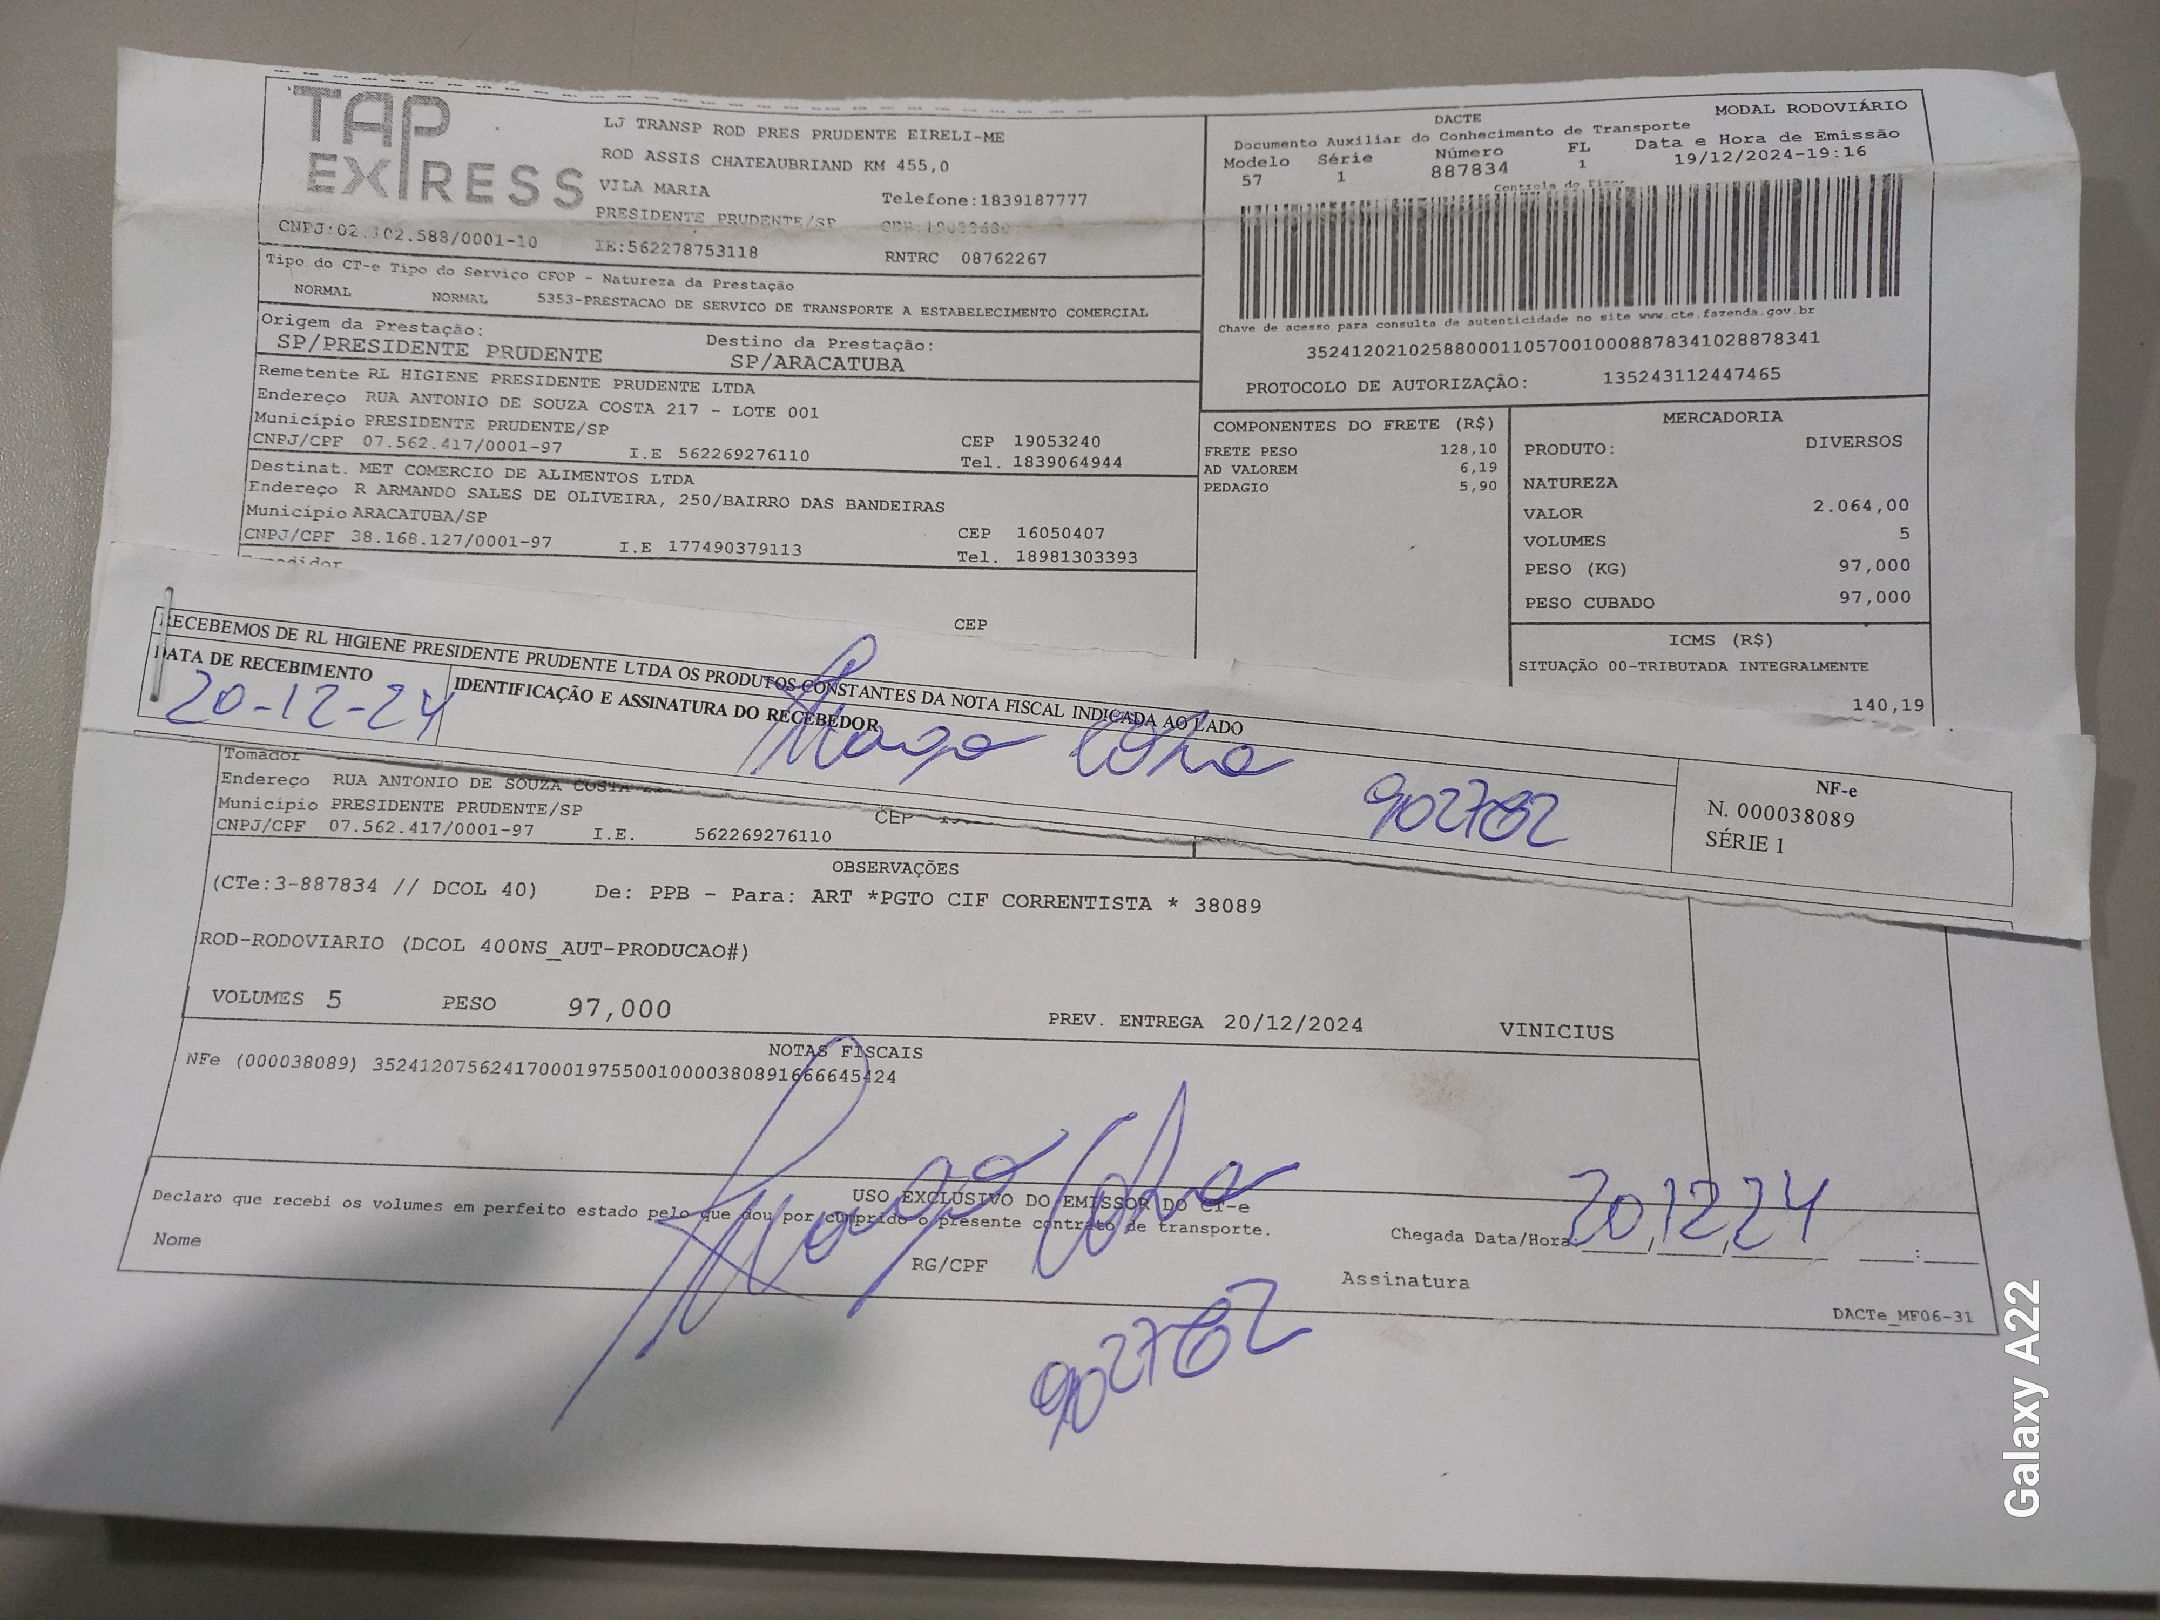 TAP
EXPRESS
LJ TRANSP ROD PRES PRUDENTE EIRELI-ME
ROD ASSIS CHATEAUBRIAND KM 455,0
VILA MARIA
Telefone:1839187777
PRESIDENTE PRUDENTE/SP
CNPJ:02.102.588/0001-10
IE:562278753118
RNTRC 08762267
Tipo do CT-e Tipo do Serviço CFOP - Natureza da Prestação
NORMAL NORMAL 5353-PRESTACAO DE SERVICO DE TRANSPORTE A ESTABELECIMENTO COMERCIAL
Origem da Prestação:
SP/PRESIDENTE PRUDENTE
Destino da Prestação:
SP/ARACATUBA
Remetente RL HIGIENE PRESIDENTE PRUDENTE LTDA
Endereço RUA ANTONIO DE SOUZA COSTA 217 - LOTE 001
Município PRESIDENTE PRUDENTE/SP
CEP 19053240
CNPJ/CPF 07.562.417/0001-97 I.E 562269276110
Tel. 1839064944
Destinat. MET COMERCIO DE ALIMENTOS LTDA
Endereço R ARMANDO SALES DE OLIVEIRA, 250/BAIRRO DAS BANDEIRAS
Município ARACATUBA/SP
CEP 16050407
CNPJ/CPF 38.168.127/0001-97 I.E 177490379113
Tel. 18981303393
CEP
DACTE
MODAL RODOVIÁRIO
Documento Auxiliar do Conhecimento de Transporte
Modelo Série Número FL Data e Hora de Emissão
57 1 887834 1 19/12/2024-19:16
Controle do Fisco
Chave de acesso para consulta de autenticidade no site www.cte.fazenda.gov.br
35241202102588000110570010008878341028878341
PROTOCOLO DE AUTORIZAÇÃO: 135243112447465
COMPONENTES DO FRETE (R$)
FRETE PESO 128,10
AD VALOREM 6,19
PEDAGIO 5,90
MERCADORIA
PRODUTO: DIVERSOS
NATUREZA
VALOR 2.064,00
VOLUMES 5
PESO (KG) 97,000
PESO CUBADO 97,000
ICMS (R$)
SITUAÇÃO 00-TRIBUTADA INTEGRALMENTE
140,19
RECEBEMOS DE RL HIGIENE PRESIDENTE PRUDENTE LTDA OS PRODUTOS CONSTANTES DA NOTA FISCAL INDICADA AO LADO
DATA DE RECEBIMENTO
20-12-24
IDENTIFICAÇÃO E ASSINATURA DO RECEBEDOR
902762
NF-e
N. 000038089
SÉRIE 1
Tomador
Endereço RUA ANTONIO DE SOUZA COSTA
Município PRESIDENTE PRUDENTE/SP
CEP
CNPJ/CPF 07.562.417/0001-97 I.E. 562269276110
OBSERVAÇÕES
(CTe:3-887834 // DCOL 40) De: PPB - Para: ART *PGTO CIF CORRENTISTA * 38089
ROD-RODOVIARIO (DCOL 400NS_AUT-PRODUCAO#)
VOLUMES 5 PESO 97,000 PREV. ENTREGA 20/12/2024 VINICIUS
NOTAS FISCAIS
NFe (000038089) 35241207562417000197550010000380891666645424
USO EXCLUSIVO DO EMISSOR DO CT-e
Declaro que recebi os volumes em perfeito estado pelo que dou por cumprido o presente contrato de transporte.
Chegada Data/Hora: 20/12/24
Nome RG/CPF Assinatura
902762
DACTe_MF06-31
Galaxy A22